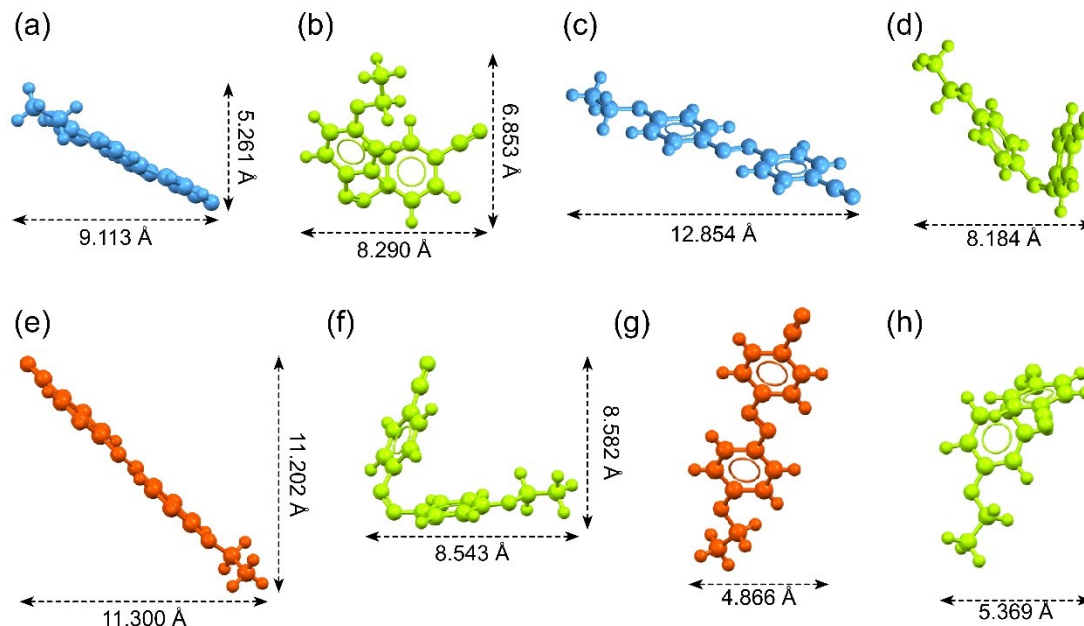 (a)
(b)
(c)
(d)
5.261 Å
6.853 Å
9.113 Å
8.290 Å
12.854 Å
8.184 Å
(e)
(f)
(g)
(h)
11.202 Å
8.582 Å
11.300 Å
8.543 Å
4.866 Å
5.369 Å